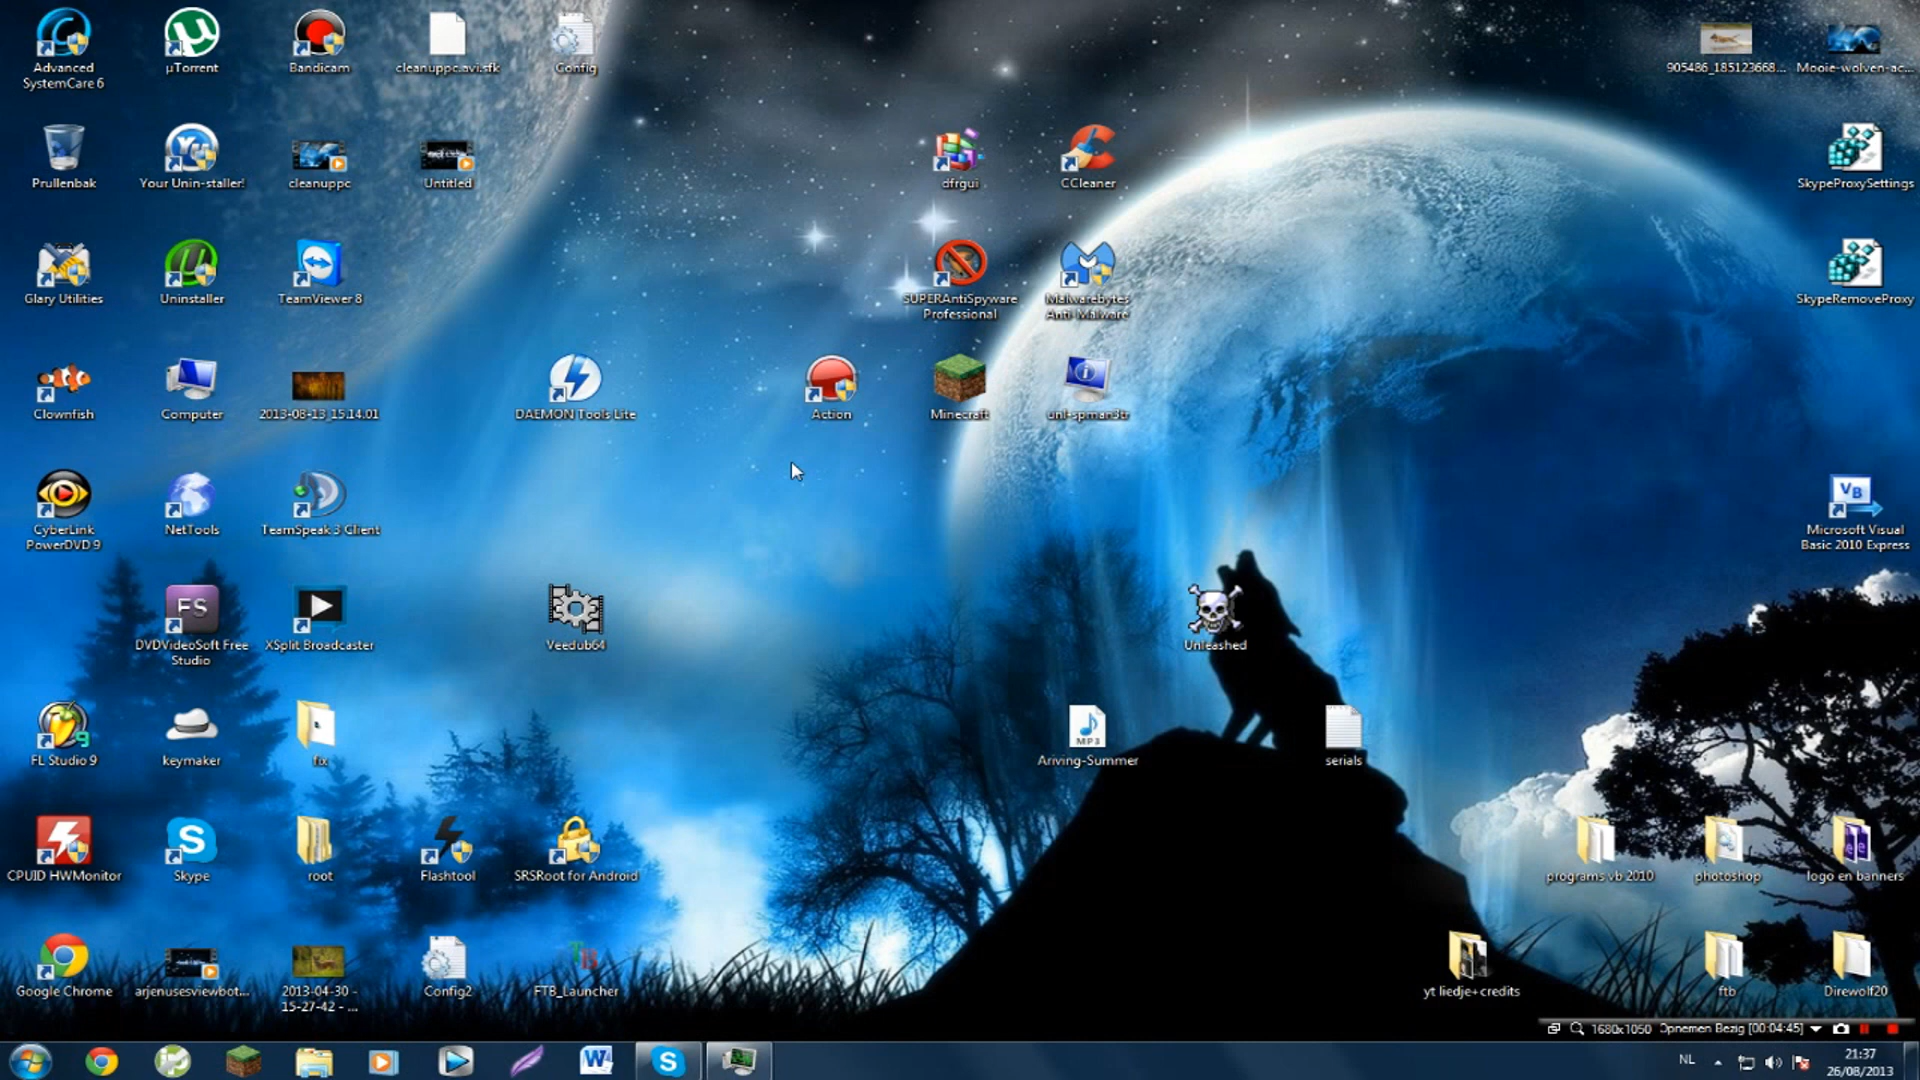 Advanced
SystemCare 6
µTorrent
Bandicam
cleanuppc.avi.sfk
Config
905486_185123668...
Mooie-wolven-ac...
Prullenbak
Your Unin-staller!
cleanuppc
Untitled
dfrgui
CCleaner
SkypeProxySettings
Glary Utilities
Uninstaller
TeamViewer 8
SUPERAntiSpyware
Professional
Malwarebytes
Anti-Malware
SkypeRemoveProxy
Clownfish
Computer
2013-08-13_15.14.01
DAEMON Tools Lite
Action
Minecraft
unl-spman3tr
CyberLink
PowerDVD 9
NetTools
TeamSpeak 3 Client
VB
Microsoft Visual
Basic 2010 Express
FS
DVDVideoSoft Free
Studio
XSplit Broadcaster
Veedub64
Unleashed
9
FL Studio 9
keymaker
fix
MP3
Ariving-Summer
serials
CPUID HWMonitor
Skype
root
Flashtool
SRSRoot for Android
programs vb 2010
photoshop
logo en banners
Google Chrome
arjenusesviewbot...
2013-04-30 -
15-27-42 - ...
Config2
FTB_Launcher
yt liedje+credits
ftb
Direwolf20
1680x1050 Opnemen Bezig [00:04:45]
NL
21:37
26/08/2013